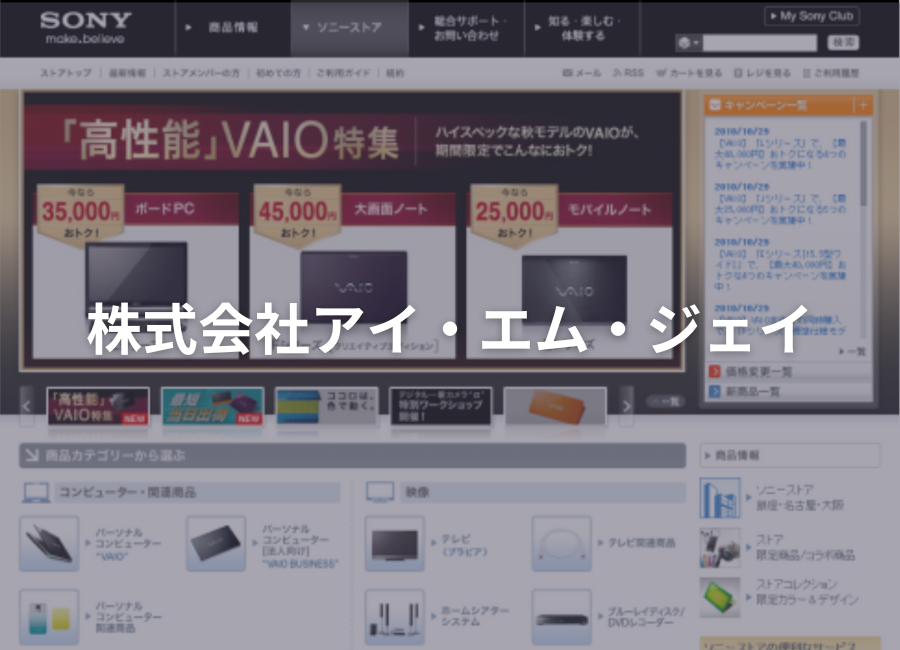 SONY
make.believe
商品情報
ソニーストア
総合サポート・
お問い合わせ
知る・楽しむ・
体験する
My Sony Club
検索
ストアトップ | 最新情報 | ストアメンバーの方 | 初めての方 | ご利用ガイド | 規約
メール RSS カートを見る レジを見る ご利用履歴
「高性能」VAIO特集
ハイスペックな秋モデルのVAIOが、
期間限定でこんなにおトク!
今なら
35,000円
おトク!
ボードPC
今なら
45,000円
おトク!
大画面ノート
今なら
25,000円
おトク!
モバイルノート
VAIO
VAIO
キャンペーン一覧
2010/10/29
2010/10/29
2010/10/29
2010/10/29
一覧
価格変更一覧
新商品一覧
株式会社アイ・エム・ジェイ
「高性能」
VAIO特集
NEW
最短
当日出荷
NEW
ココロは、
色で動く。
デジタル一眼カメラ"α"
特別ワークショップ
開催!
一覧
商品カテゴリーから選ぶ
商品情報
コンピューター・関連商品
映像
パーソナル
コンピューター
"VAIO"
パーソナル
コンピューター
[法人向け]
"VAIO BUSINESS"
テレビ
〈ブラビア〉
テレビ関連商品
ソニーストア
銀座・名古屋・大阪
ストア
限定商品/コラボ商品
パーソナル
コンピューター
関連商品
ホームシアター
システム
ブルーレイディスク/
DVDレコーダー
ストアコレクション
限定カラー&デザイン
ソニーストアの便利なサービス